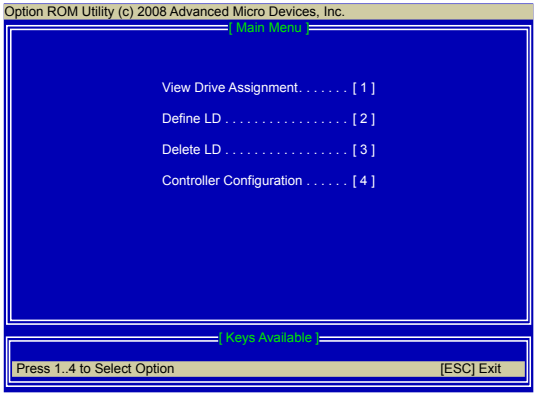 Option ROM Utility (c) 2008 Advanced Micro Devices, Inc.
[ Main Menu ]
View Drive Assignment. . . . . . . [ 1 ]
Define LD . . . . . . . . . . . . . . . . . [ 2 ]
Delete LD . . . . . . . . . . . . . . . . . [ 3 ]
Controller Configuration . . . . . . [ 4 ]
[ Keys Available ]
Press 1..4 to Select Option [ESC] Exit